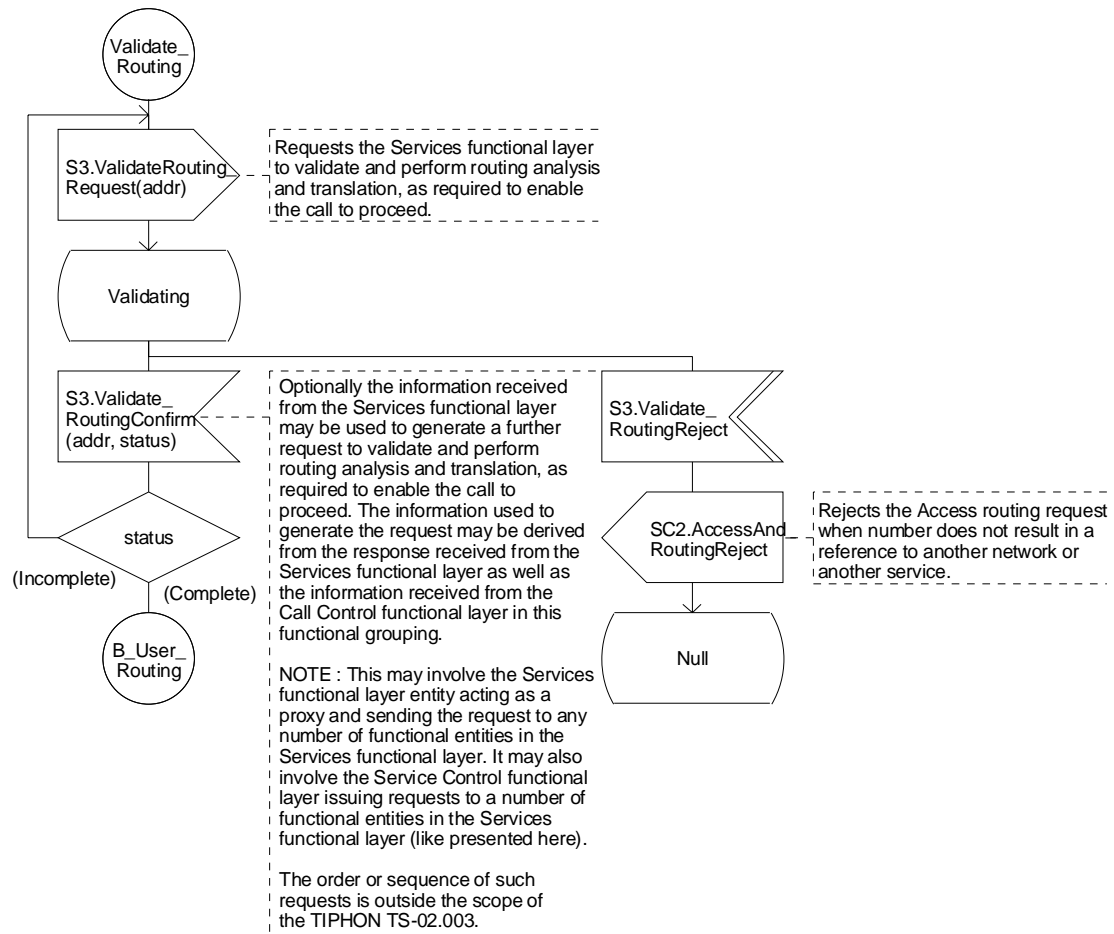 Validate_
Routing
S3.ValidateRouting
Request(addr)
Requests the Services functional layer
to validate and perform routing analysis
and translation, as required to enable
the call to proceed.
Validating
S3.Validate_
RoutingConfirm
(addr, status)
Optionally the information received
from the Services functional layer
may be used to generate a further
request to validate and perform
routing analysis and translation, as
required to enable the call to
proceed. The information used to
generate the request may be derived
from the response received from the
Services functional layer as well as
the information received from the
Call Control functional layer in this
functional grouping.
NOTE : This may involve the Services
functional layer entity acting as a
proxy and sending the request to any
number of functional entities in the
Services functional layer. It may also
involve the Service Control functional
layer issuing requests to a number of
functional entities in the Services
functional layer (like presented here).
The order or sequence of such
requests is outside the scope of
the TIPHON TS-02.003.
S3.Validate_
RoutingReject
SC2.AccessAnd
RoutingReject
Rejects the Access routing request
when number does not result in a
reference to another network or
another service.
status
(Incomplete)
(Complete)
B_User_
Routing
Null